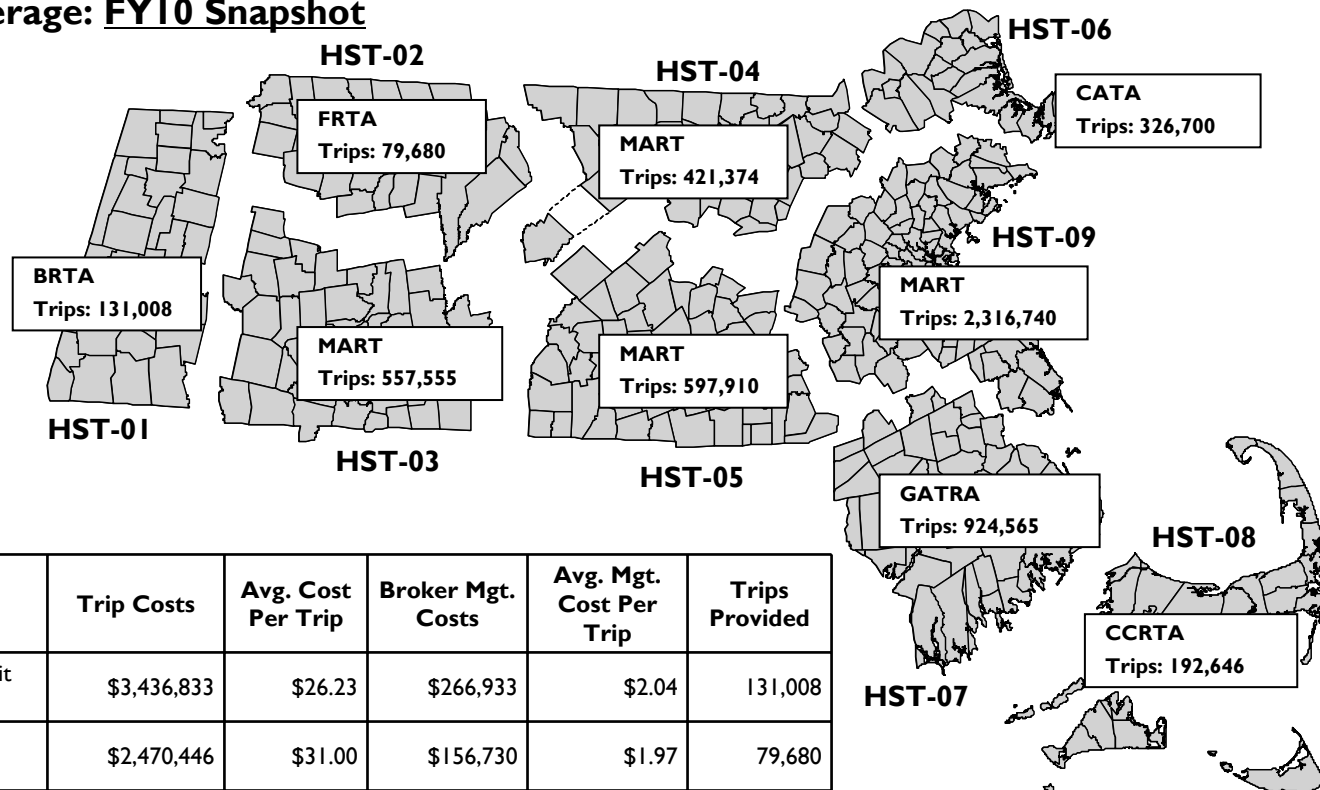 erage: FY10 Snapshot
HST-02
HST-04
HST-06
FRTA
Trips: 79,680
MART
Trips: 421,374
CATA
Trips: 326,700
HST-09
BRTA
Trips: 131,008
MART
Trips: 2,316,740
MART
Trips: 557,555
MART
Trips: 597,910
HST-01
HST-03
HST-05
GATRA
Trips: 924,565
HST-08
CCRTA
Trips: 192,646
HST-07
Trip Costs
Avg. Cost
Per Trip
Broker Mgt.
Costs
Avg. Mgt.
Cost Per
Trip
Trips
Provided
it
$3,436,833 $26.23 $266,933 $2.04 131,008
$2,470,446 $31.00 $156,730 $1.97 79,680